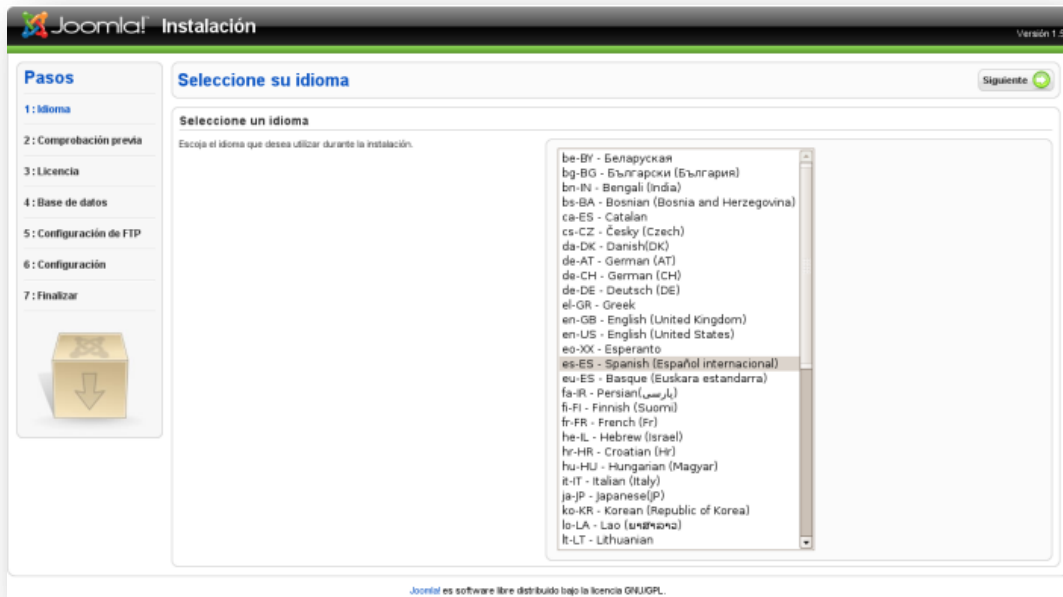 Joomla! Instalación
Versión 1.5
Pasos
1 : Idioma
2 : Comprobación previa
3 : Licencia
4 : Base de datos
5 : Configuración de FTP
6 : Configuración
7 : Finalizar
Seleccione su idioma
Siguiente
Seleccione un idioma
Escoja el idioma que desea utilizar durante la instalación.
be-BY - Беларуская
bg-BG - Български (България)
bn-IN - Bengali (India)
bs-BA - Bosnian (Bosnia and Herzegovina)
ca-ES - Catalan
cs-CZ - Česky (Czech)
da-DK - Danish(DK)
de-AT - German (AT)
de-CH - German (CH)
de-DE - Deutsch (DE)
el-GR - Greek
en-GB - English (United Kingdom)
en-US - English (United States)
eo-XX - Esperanto
es-ES - Spanish (Español internacional)
eu-ES - Basque (Euskara estandarra)
fa-IR - Persian(پارسی)
fi-FI - Finnish (Suomi)
fr-FR - French (Fr)
he-IL - Hebrew (Israel)
hr-HR - Croatian (Hr)
hu-HU - Hungarian (Magyar)
it-IT - Italian (Italy)
ja-JP - Japanese(JP)
ko-KR - Korean (Republic of Korea)
lo-LA - Lao (ພາສາລາວ)
lt-LT - Lithuanian
Joomla! es software libre distribuido bajo la licencia GNU/GPL.